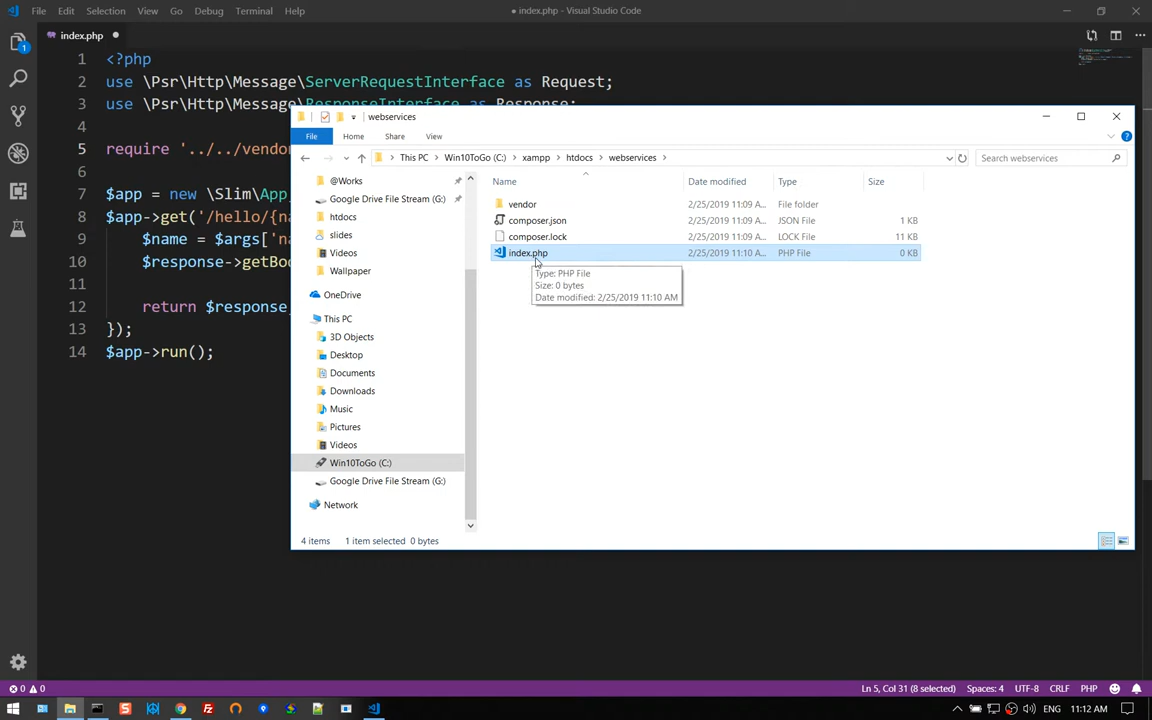 File Edit Selection View Go Debug Terminal Help
● index.php - Visual Studio Code
index.php ●
1 <?php
2 use \Psr\Http\Message\ServerRequestInterface as Request;
3 use \Psr\Http\Message\ResponseInterface as Response;
4
5 require '../../vendo
6
7 $app = new \Slim\App
8 $app->get('/hello/{na
9 $name = $args['na
10 $response->getBod
11
12 return $response;
13 });
14 $app->run();
1
webservices
File Home Share View
This PC > Win10ToGo (C:) > xampp > htdocs > webservices >
Search webservices
Name Date modified Type Size
@Works
Google Drive File Stream (G:)
htdocs
slides
Videos
Wallpaper
OneDrive
This PC
3D Objects
Desktop
Documents
Downloads
Music
Pictures
Videos
Win10ToGo (C:)
Google Drive File Stream (G:)
Network
vendor 2/25/2019 11:09 A... File folder
composer.json 2/25/2019 11:09 A... JSON File 1 KB
composer.lock 2/25/2019 11:09 A... LOCK File 11 KB
index.php 2/25/2019 11:10 A... PHP File 0 KB
Type: PHP File
Size: 0 bytes
Date modified: 2/25/2019 11:10 AM
4 items 1 item selected 0 bytes
0 0 Ln 5, Col 31 (8 selected) Spaces: 4 UTF-8 CRLF PHP
ENG 11:12 AM